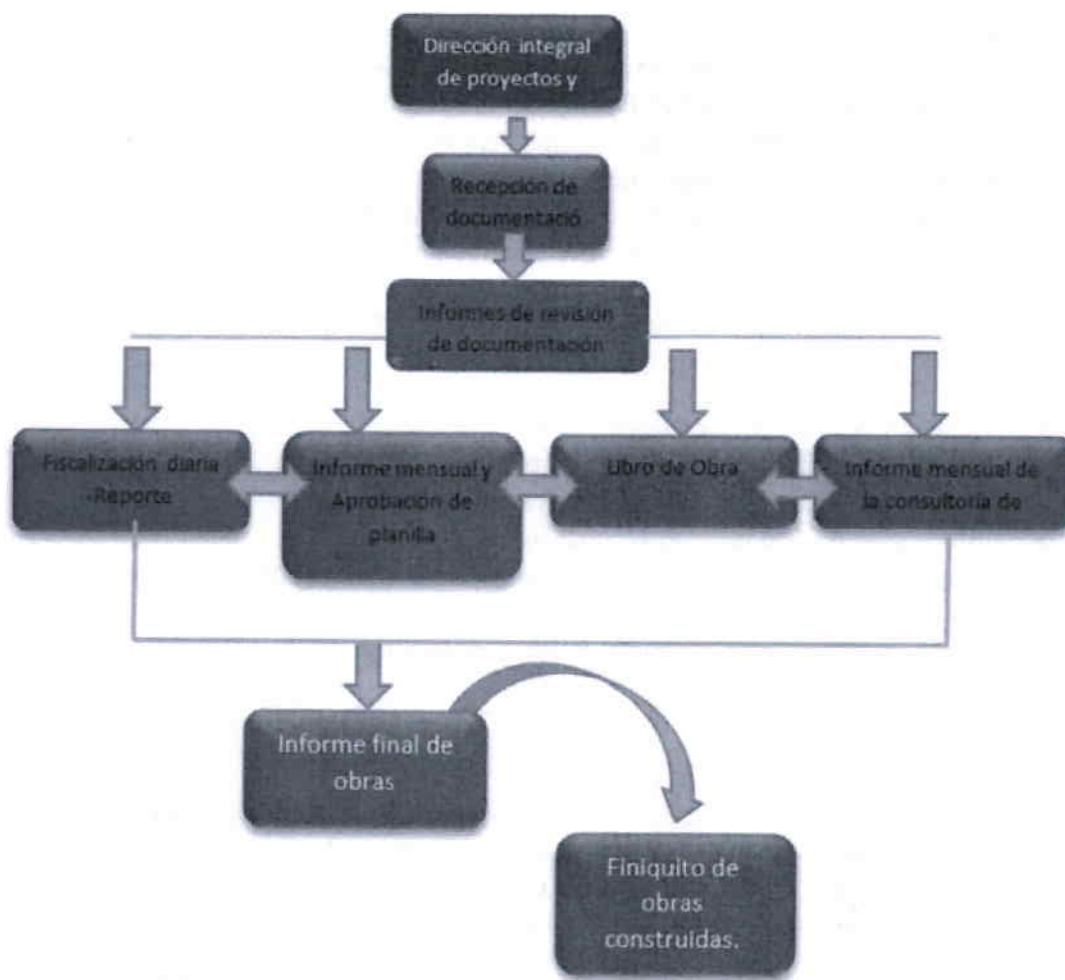 Dirección integral
de proyectos y
Recepción de
documentació
Informes de revisión
de documentación
Fiscalización diaria
-Reporte
Informe mensual y
Aprobación de
planilla
Libro de Obra
- Informe mensual de
la consultoría de
Informe final de
obras
Finiquito de
obras
construidas.